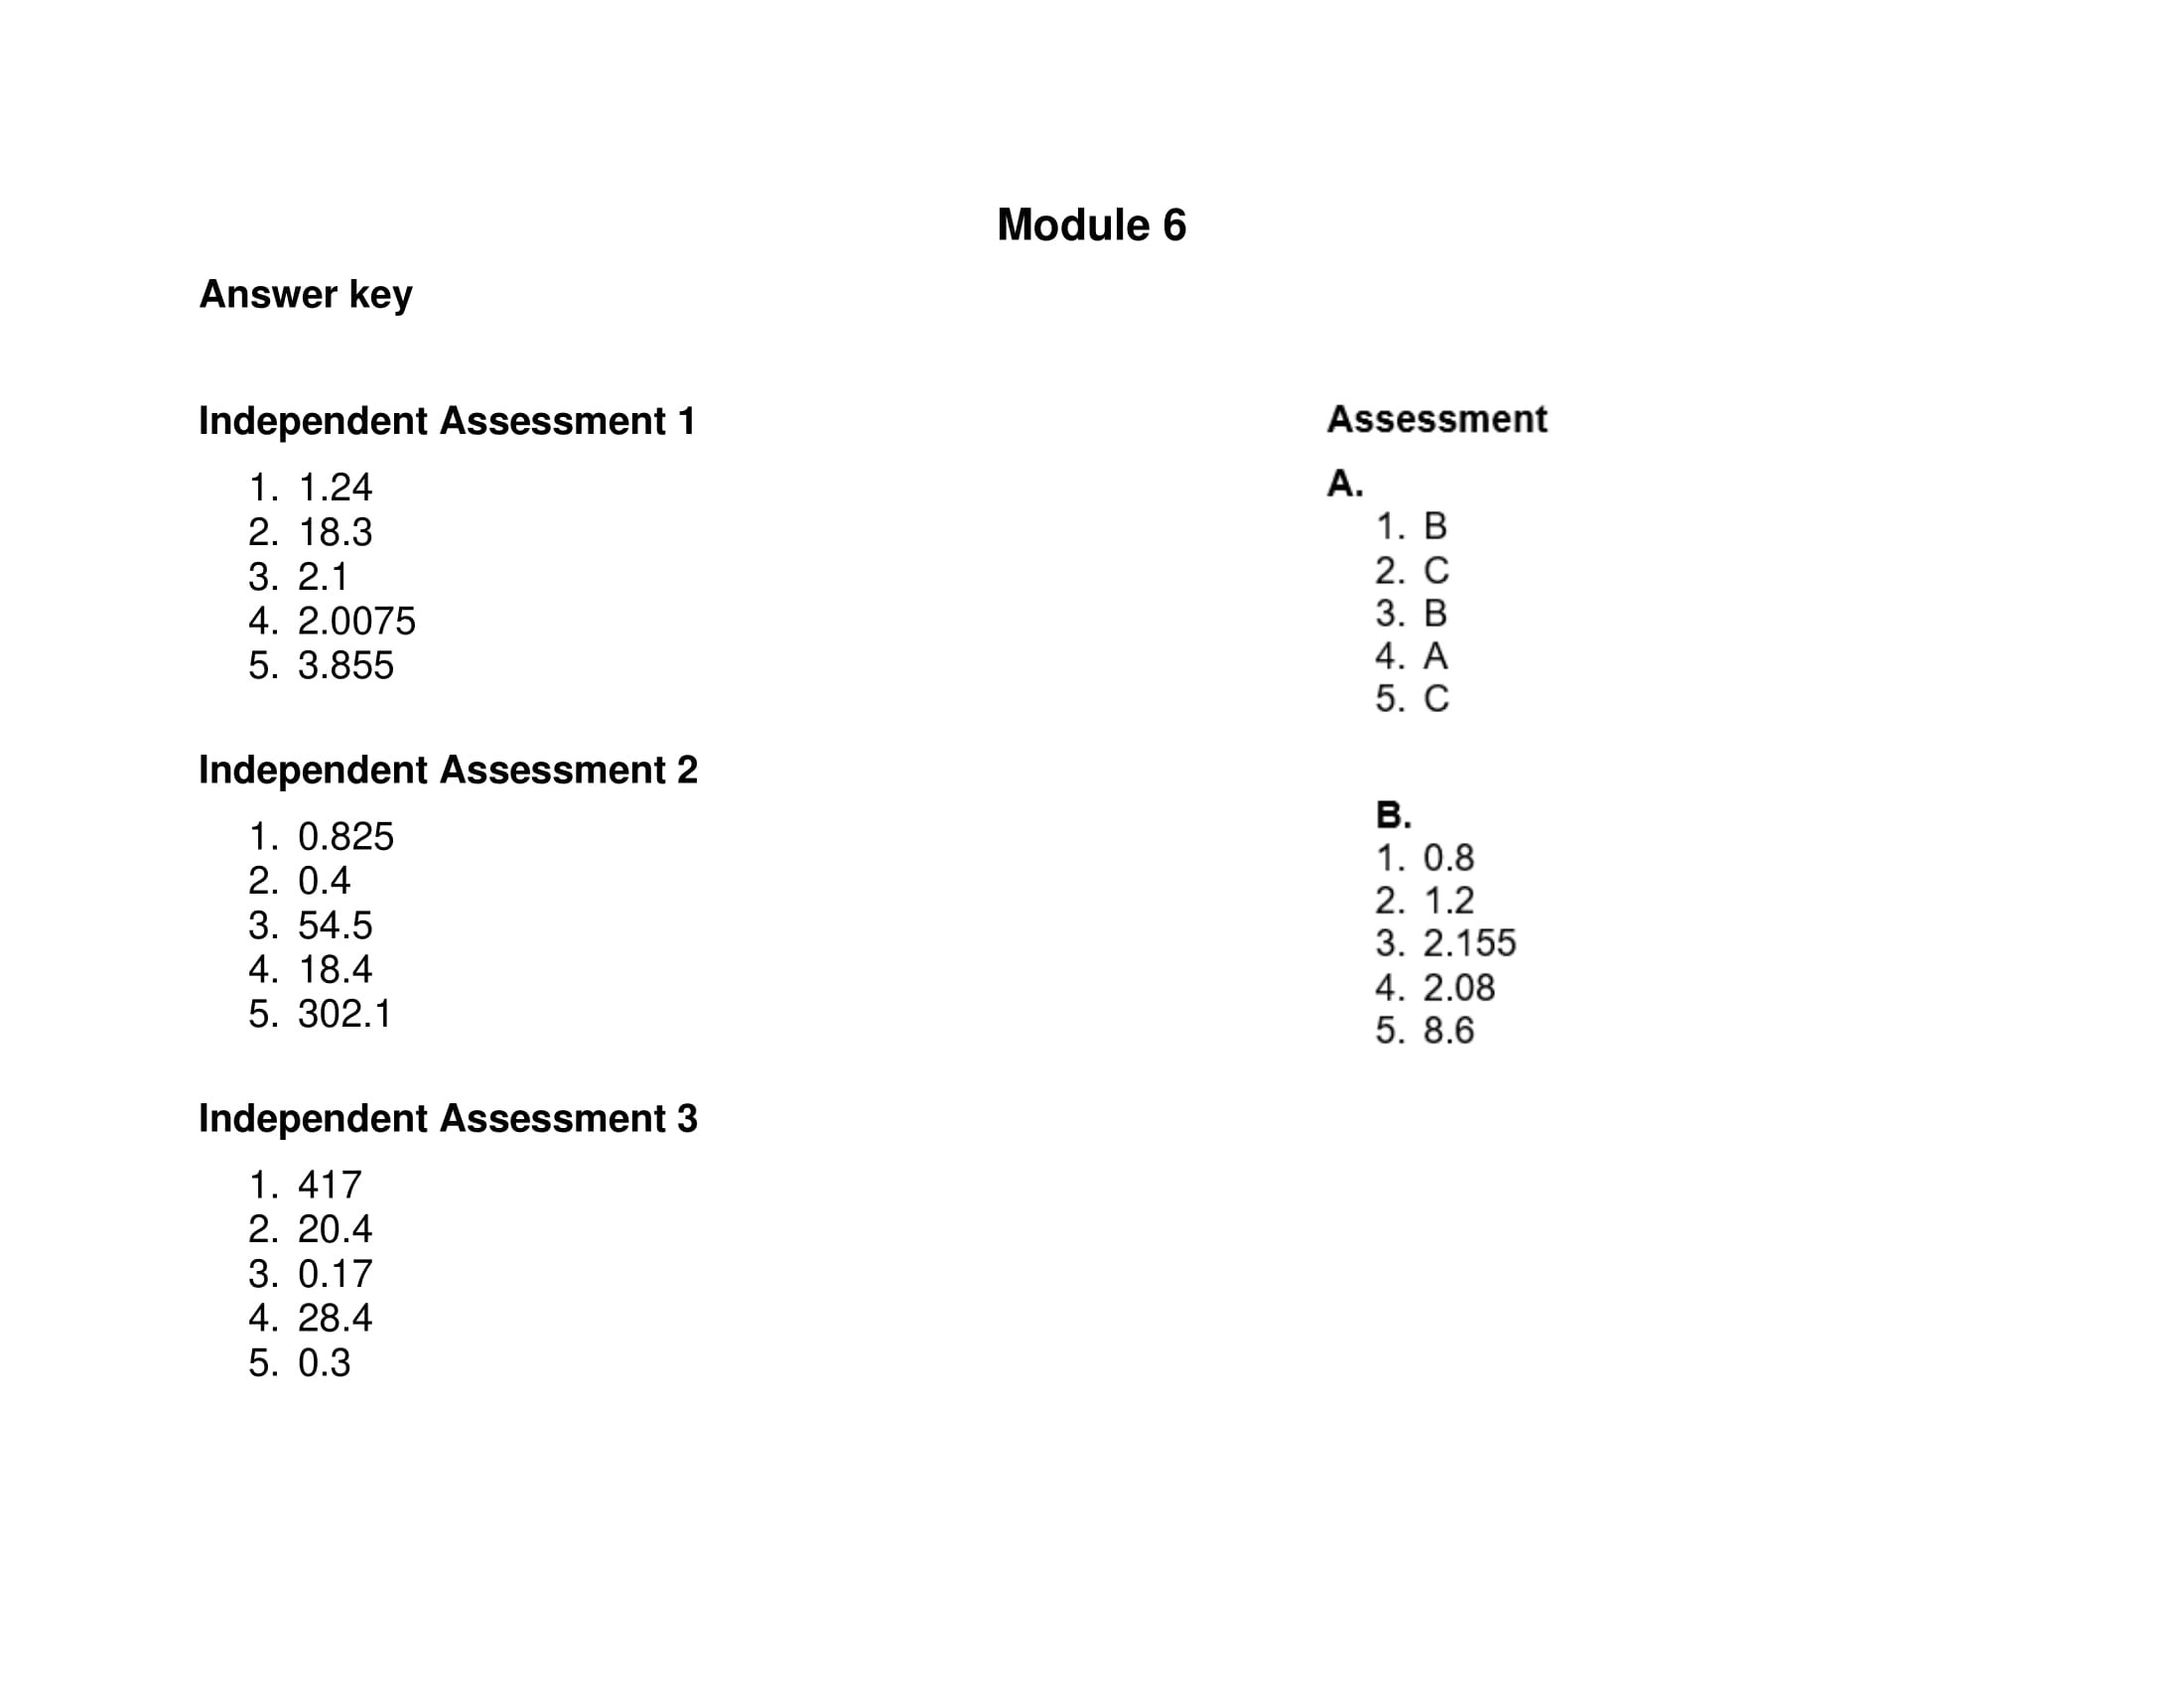 Module 6
Answer key
Independent Assessment 1
1. 1.24
2. 18.3
3. 2.1
4. 2.0075
5. 3.855
Independent Assessment 2
1. 0.825
2. 0.4
3. 54.5
4. 18.4
5. 302.1
Independent Assessment 3
1. 417
2. 20.4
3. 0.17
4. 28.4
5. 0.3
Assessment
A.
1. B
2. C
3. B
4. A
5. C
B.
1. 0.8
2. 1.2
3. 2.155
4. 2.08
5. 8.6